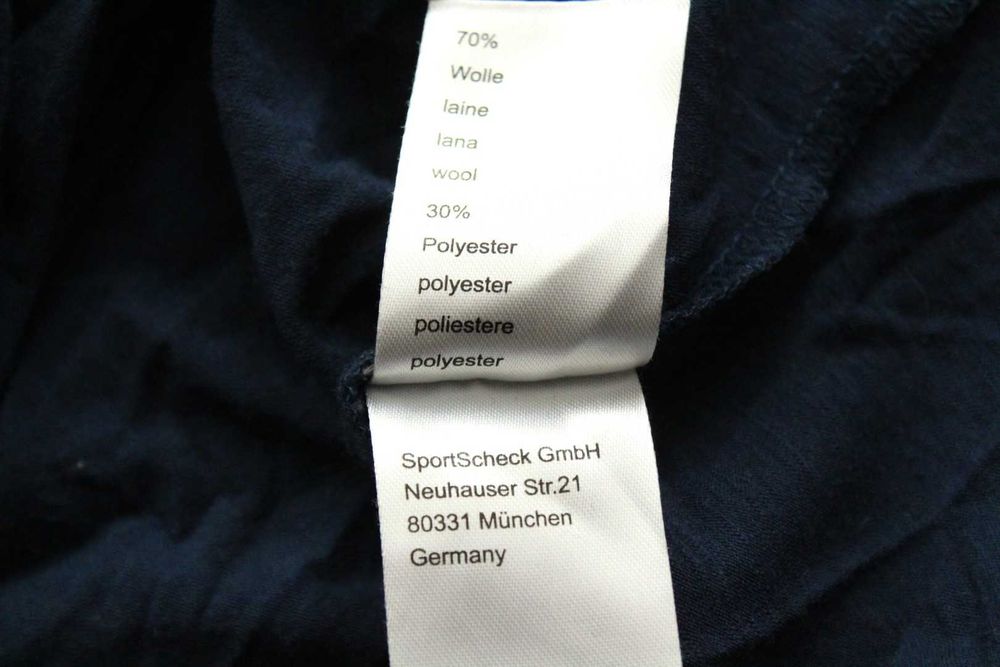 70%
Wolle
laine
lana
wool
30%
Polyester
polyester
poliestere
polyester
SportScheck GmbH
Neuhauser Str.21
80331 München
Germany